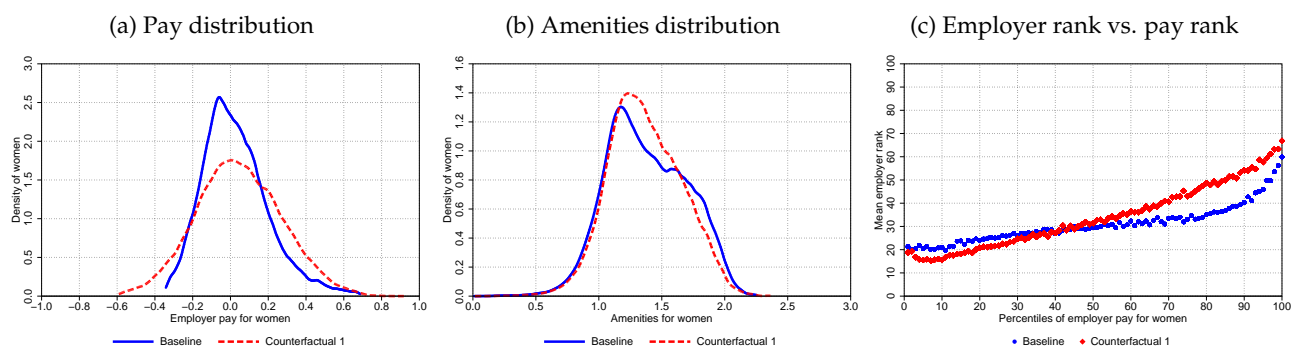 (a) Pay distribution
Density of women
0.0 0.5 1.0 1.5 2.0 2.5 3.0
−1.0 −0.8 −0.6 −0.4 −0.2 0.0 0.2 0.4 0.6 0.8 1.0
Employer pay for women
Baseline Counterfactual 1
(b) Amenities distribution
Density of women
0.0 0.2 0.4 0.6 0.8 1.0 1.2 1.4 1.6
0.0 0.5 1.0 1.5 2.0 2.5 3.0
Amenities for women
Baseline Counterfactual 1
(c) Employer rank vs. pay rank
Mean employer rank
0 10 20 30 40 50 60 70 80 90 100
0 10 20 30 40 50 60 70 80 90 100
Percentiles of employer pay for women
Baseline Counterfactual 1